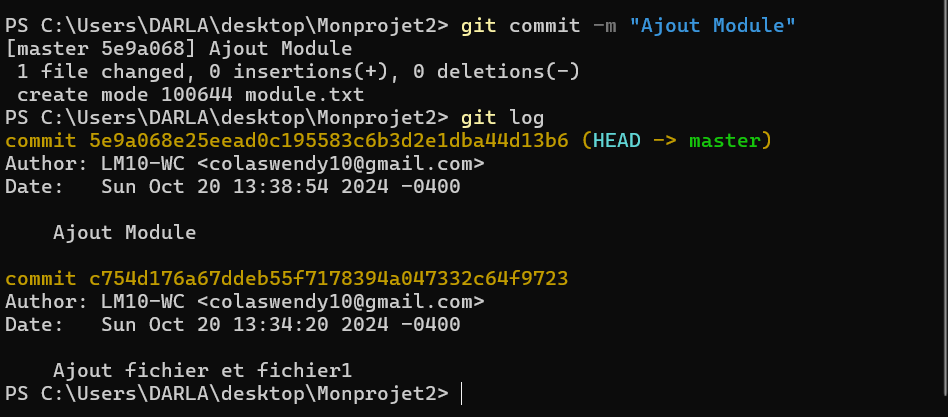 PS C:\Users\DARLA\desktop\Monprojet2> git commit -m "Ajout Module"
[master 5e9a068] Ajout Module
 1 file changed, 0 insertions(+), 0 deletions(-)
 create mode 100644 module.txt
PS C:\Users\DARLA\desktop\Monprojet2> git log
commit 5e9a068e25eead0c195583c6b3d2e1dba44d13b6 (HEAD -> master)
Author: LM10-WC <colaswendy10@gmail.com>
Date:   Sun Oct 20 13:38:54 2024 -0400

    Ajout Module

commit c754d176a67ddeb55f7178394a047332c64f9723
Author: LM10-WC <colaswendy10@gmail.com>
Date:   Sun Oct 20 13:34:20 2024 -0400

    Ajout fichier et fichier1
PS C:\Users\DARLA\desktop\Monprojet2>